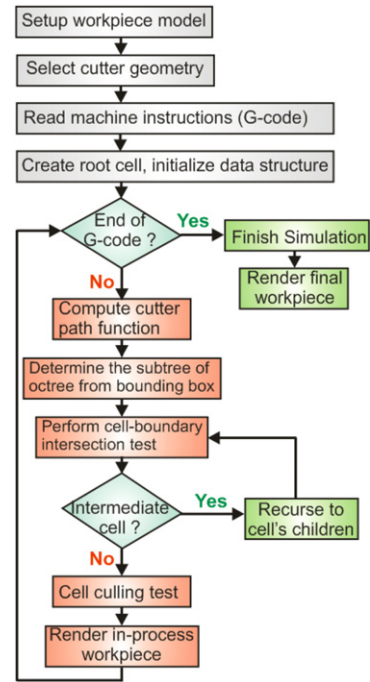 Setup workpiece model
Select cutter geometry
Read machine instructions (G-code)
Create root cell, initialize data structure
End of
G-code ?
Yes
Finish Simulation
Render final
workpiece
No
Compute cutter
path function
Determine the subtree of
octree from bounding box
Perform cell-boundary
intersection test
Intermediate
cell ?
Yes
Recurse to
cell's children
No
Cell culling test
Render in-process
workpiece